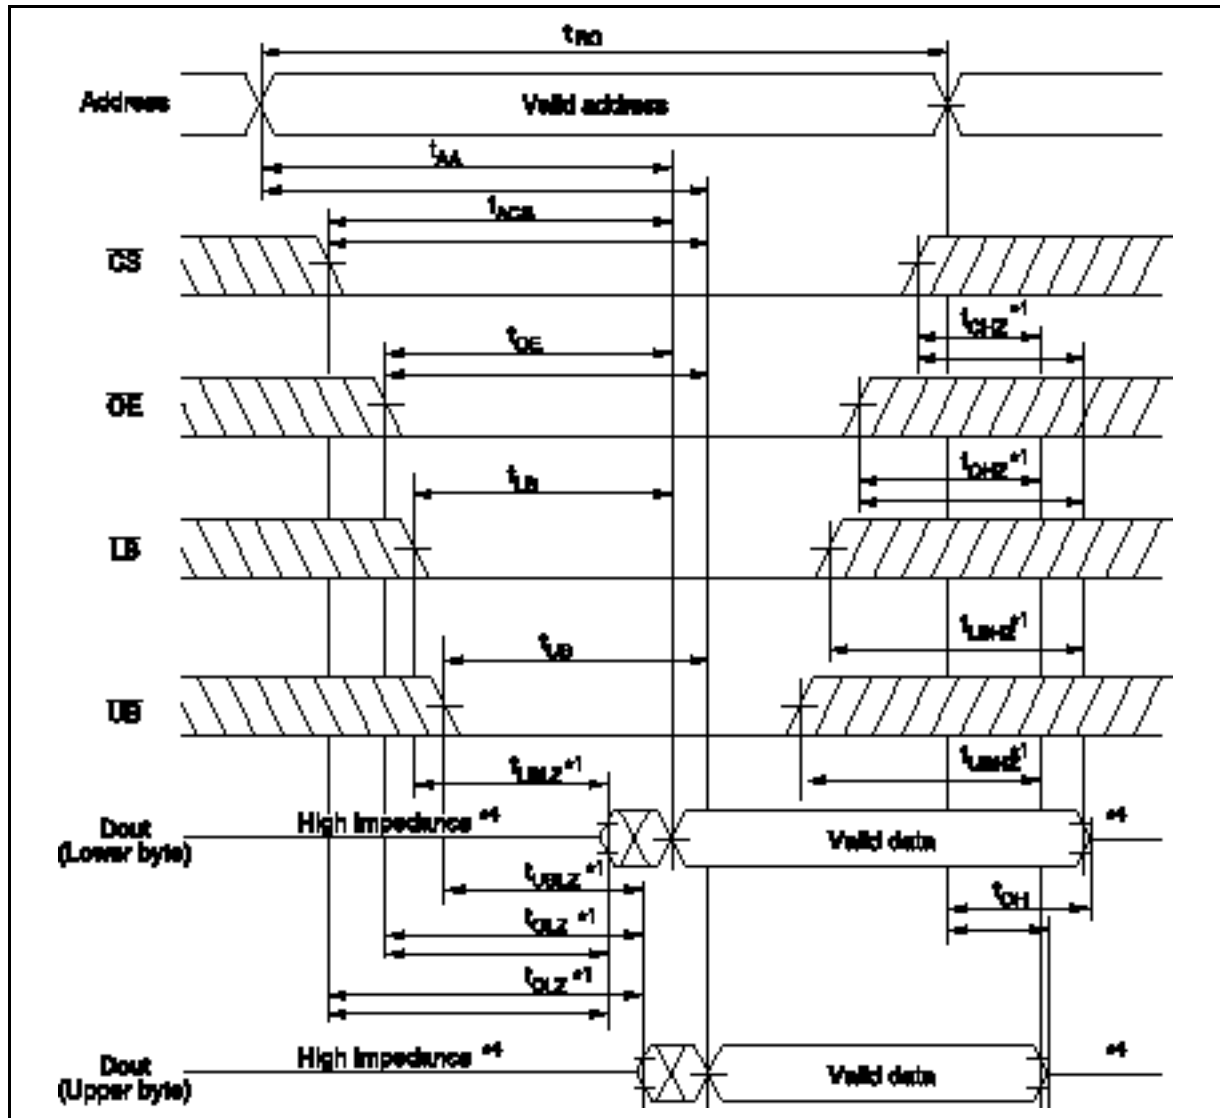 tRC
Address
Valid address
tAA
tACS
CS
tCHZ *1
tOE
OE
tOHZ *1
tLB
LB
tLBHZ *1
tUB
UB
tUBHZ *1
tLBLZ *1
Dout
(Lower byte)
High impedance *4
Valid data
*4
tUBLZ *1
tOH
tOLZ *1
tCLZ *1
Dout
(Upper byte)
High impedance *4
Valid data
*4